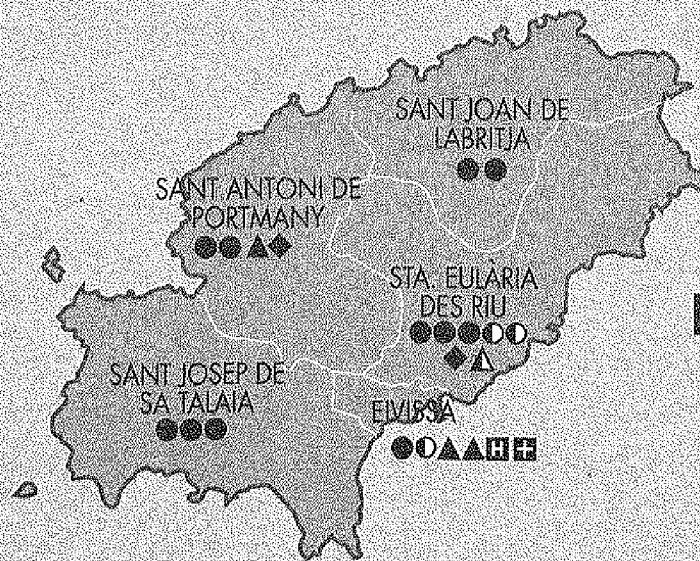 SANT JOAN DE
LABRITJA
SANT ANTONI DE
PORTMANY
STA. EULÀRIA
DES RIU
SANT JOSEP DE
SA TALAIA
EIVISSA
H